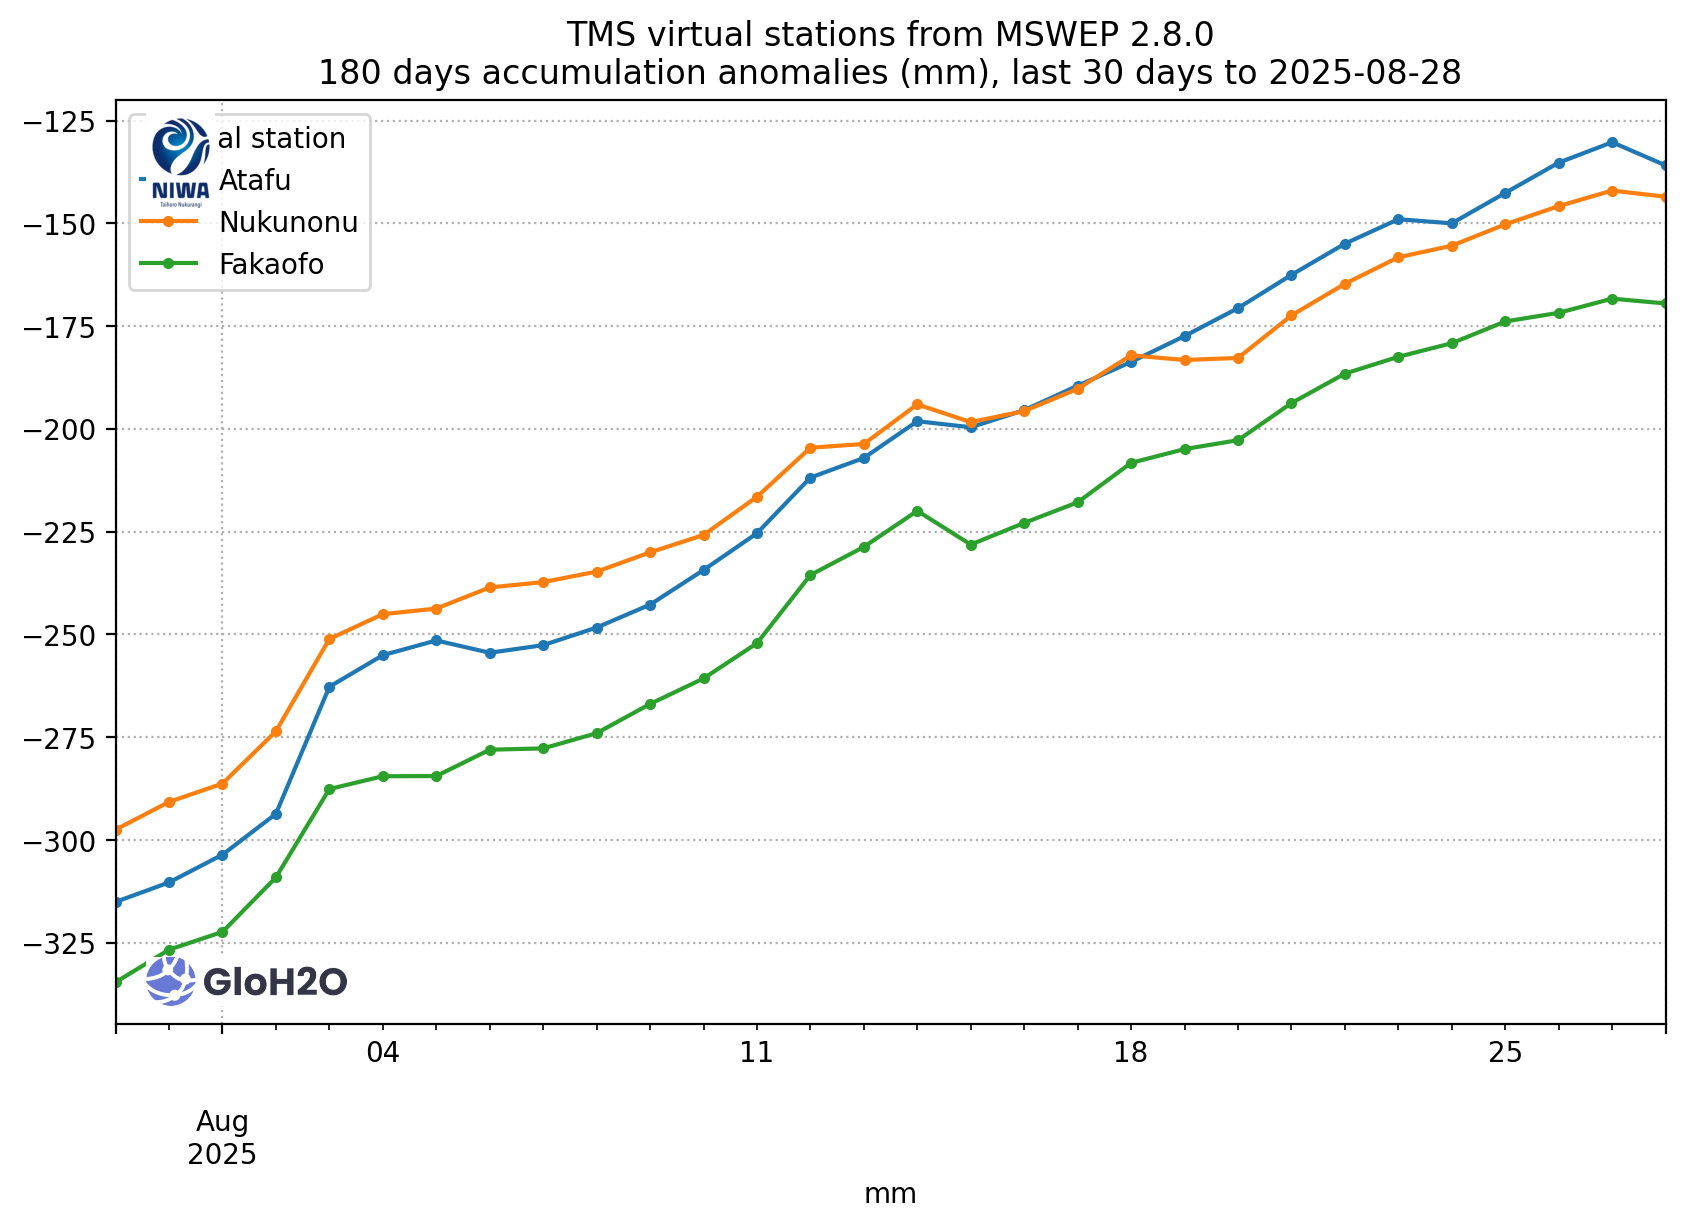 TMS virtual stations from MSWEP 2.8.0
180 days accumulation anomalies (mm), last 30 days to 2025-08-28
al station
Atafu
Nukunonu
Fakaofo
NIWA
Taihoro Nukurangi
−125
−150
−175
−200
−225
−250
−275
−300
−325
GloH2O
04
11
18
25
Aug
2025
mm